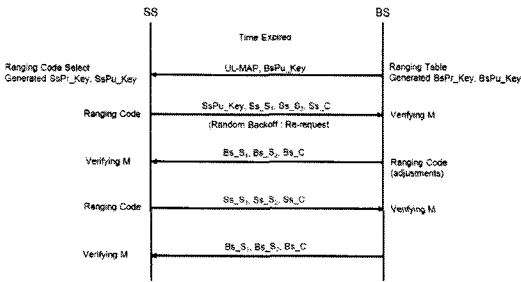 SS
BS
Time Expired
Ranging Code Select
Generated SsPr_Key, SsPu_Key
UL-MAP, BsPu_Key
Ranging Table
Generated BsPr_Key, BsPu_Key
Ranging Code
SsPu_Key, Ss_S1, Ss_S2, Ss_C
Verifying M
(Random Backoff : Re-request
Verifying M
Bs_S1, Bs_S2, Bs_C
Ranging Code
(adjustments)
Ranging Code
Ss_S1, Ss_S2, Ss_C
Verifying M
Verifying M
Bs_S1, Bs_S2, Bs_C